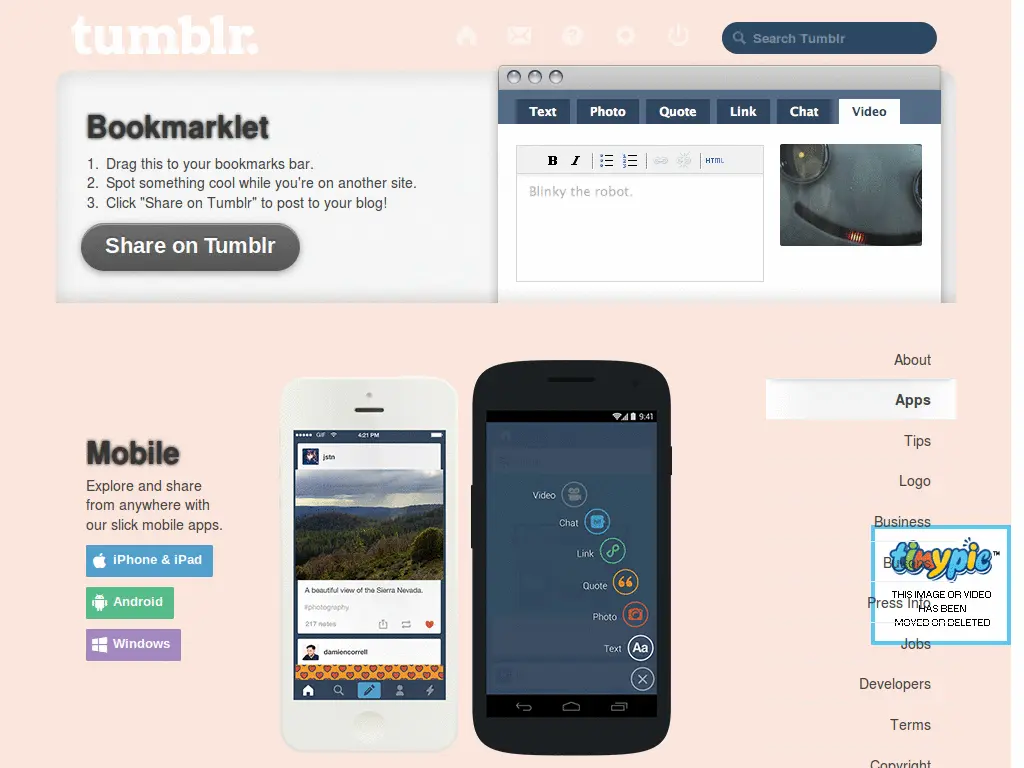 tumblr.
Search Tumblr
Bookmarklet
1. Drag this to your bookmarks bar.
2. Spot something cool while you're on another site.
3. Click "Share on Tumblr" to post to your blog!
Share on Tumblr
Text Photo Quote Link Chat Video
B I HTML
Blinky the robot.
Mobile
Explore and share
from anywhere with
our slick mobile apps.
iPhone & iPad
Android
Windows
GIF 4:21 PM
jstn
A beautiful view of the Sierra Nevada.
#photography
217 notes
damiencorrell
9:41
Video
Chat
Link
Quote
Photo
Text Aa
About
Apps
Tips
Logo
Business
Buttons
Press Info
Jobs
Developers
Terms
Copyright
tinypic™
THIS IMAGE OR VIDEO
HAS BEEN
MOVED OR DELETED